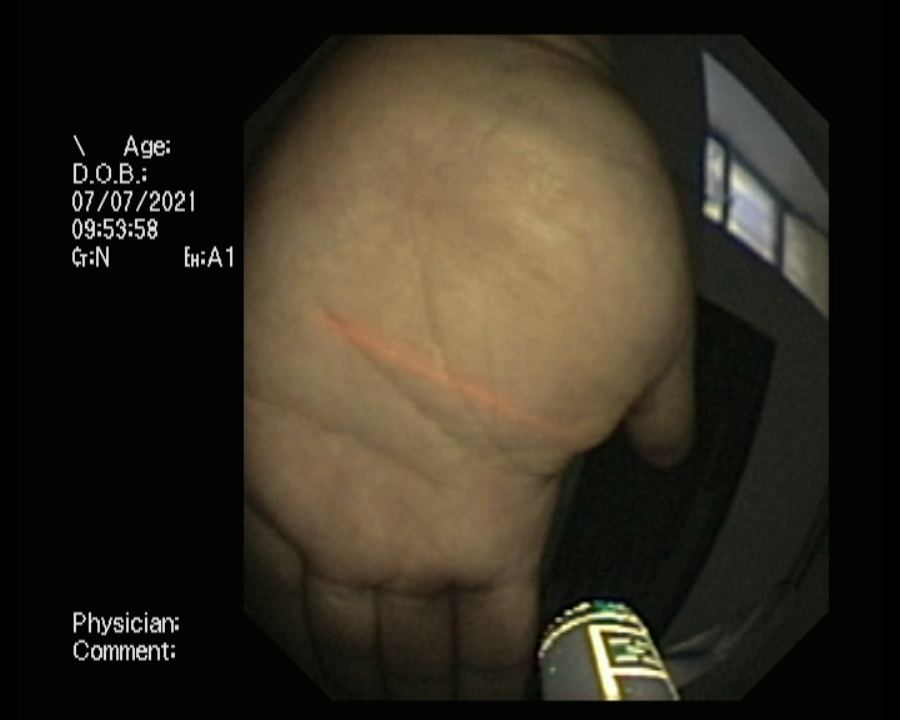 \ Age:
D.O.B.:
07/07/2021
09:53:58
Cr:N EH:A1
Physician:
Comment: